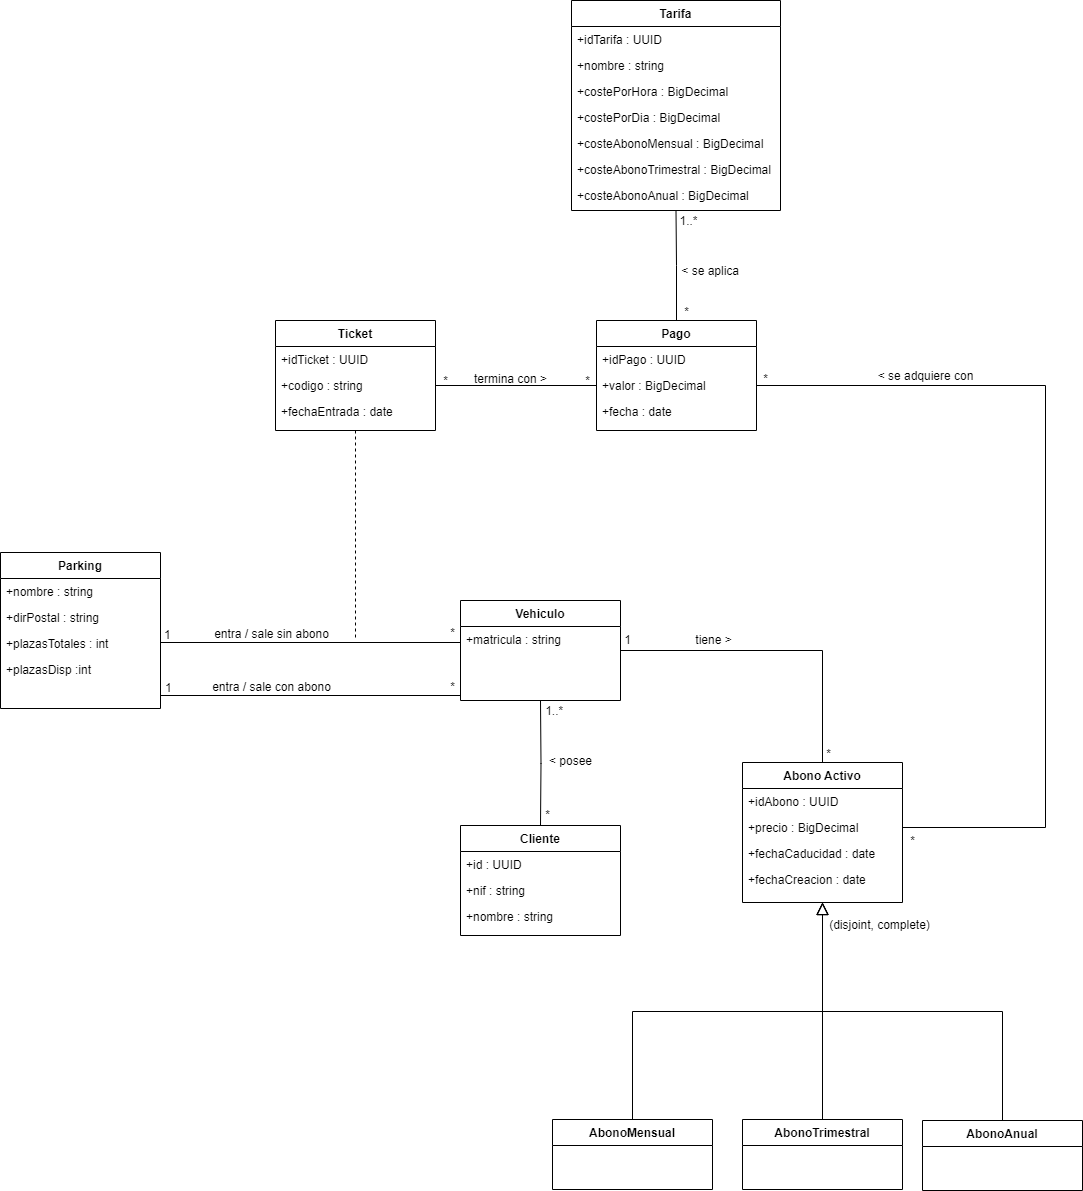 Tarifa
+idTarifa : UUID
+nombre : string
+costePorHora : BigDecimal
+costePorDia : BigDecimal
+costeAbonoMensual : BigDecimal
+costeAbonoTrimestral : BigDecimal
+costeAbonoAnual : BigDecimal
1..*
< se aplica
*
Ticket
+idTicket : UUID
+codigo : string
+fechaEntrada : date
*
termina con >
*
Pago
+idPago : UUID
+valor : BigDecimal
+fecha : date
*
< se adquiere con
Parking
+nombre : string
+dirPostal : string
+plazasTotales : int
+plazasDisp :int
1
entra / sale sin abono
*
1
entra / sale con abono
*
Vehiculo
+matricula : string
1
tiene >
*
1..*
< posee
*
Cliente
+id : UUID
+nif : string
+nombre : string
Abono Activo
+idAbono : UUID
+precio : BigDecimal
+fechaCaducidad : date
+fechaCreacion : date
*
(disjoint, complete)
AbonoMensual
AbonoTrimestral
AbonoAnual